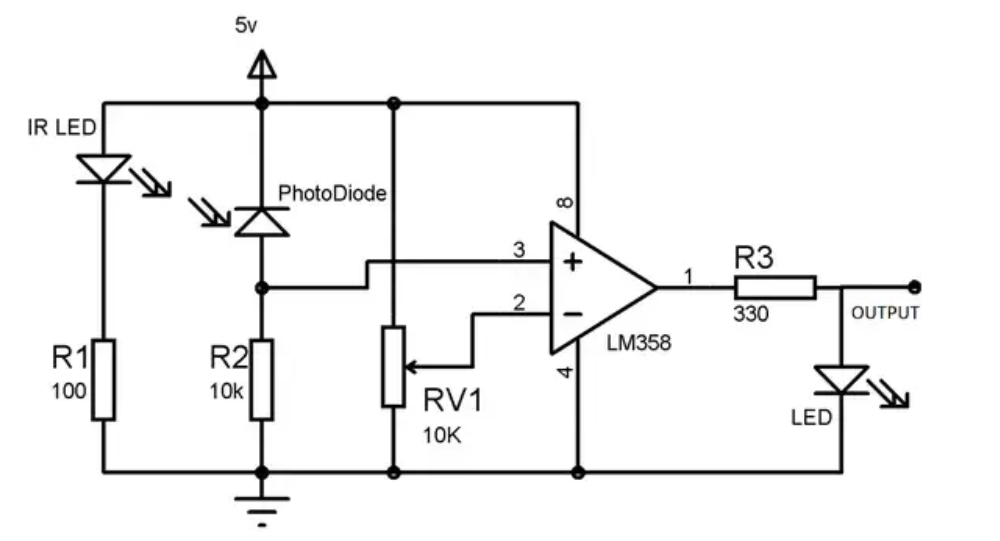 5v
IR LED
PhotoDiode
8
3
+
2
−
1
R3
330
OUTPUT
LM358
4
R1
100
R2
10k
RV1
10K
LED